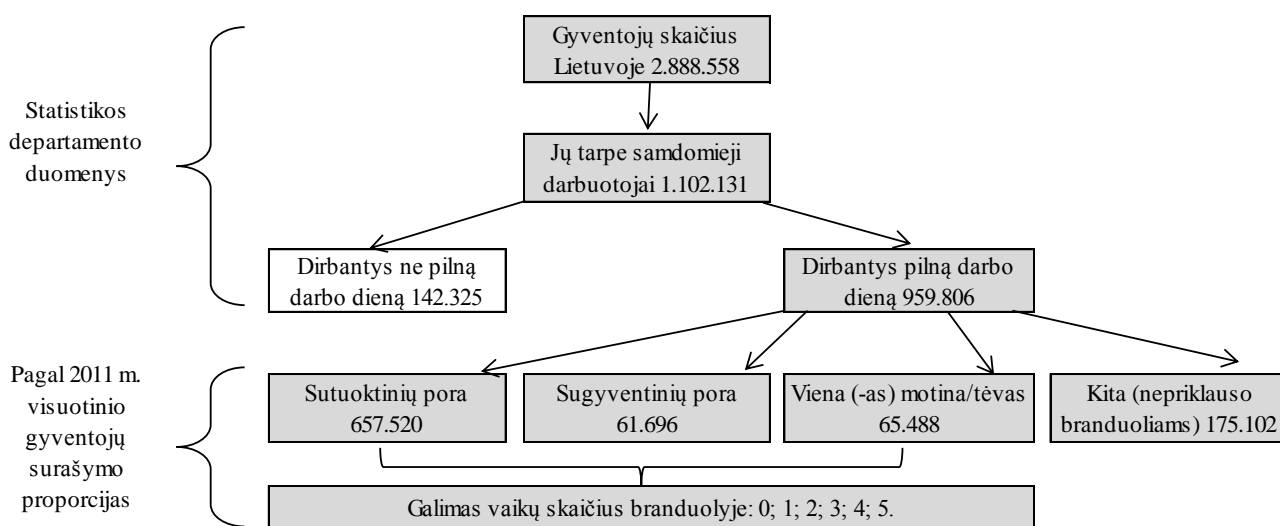 Gyventojų skaičius
Lietuvoje 2.888.558
Statistikos
departamento
duomenys
Jų tarpe samdomieji
darbuotojai 1.102.131
Dirbantys ne pilną
darbo dieną 142.325
Dirbantys pilną darbo
dieną 959.806
Pagal 2011 m.
visuotinio
gyventojų
surašymo
proporcijas
Sutuoktinių pora
657.520
Sugyventinių pora
61.696
Viena (-as) motina/tėvas
65.488
Kita (nepriklauso
branduoliams) 175.102
Galimas vaikų skaičius branduolyje: 0; 1; 2; 3; 4; 5.